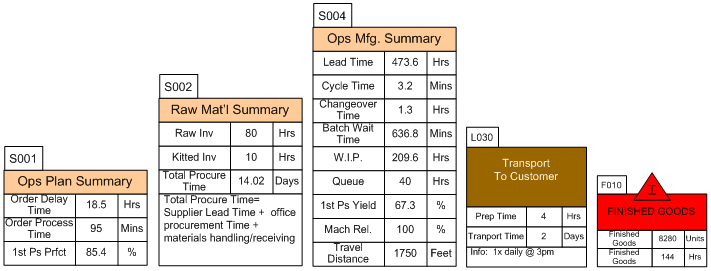 S001
Ops Plan Summary
Order Delay
Time
18.5
Hrs
Order Process
Time
95
Mins
1st Ps Prfct
85.4
%
S002
Raw Mat'l Summary
Raw Inv
80
Hrs
Kitted Inv
10
Hrs
Total Procure
Time
14.02
Days
Total Procure Time=
Supplier Lead Time + office
procurement Time +
materials handling/receiving
S004
Ops Mfg. Summary
Lead Time
473.6
Hrs
Cycle Time
3.2
Mins
Changeover
Time
1.3
Hrs
Batch Wait
Time
636.8
Mins
W.I.P.
209.6
Hrs
Queue
40
Hrs
1st Ps Yield
67.3
%
Mach Rel.
100
%
Travel
Distance
1750
Feet
L030
Transport
To Customer
Prep Time
4
Hrs
Tranport Time
2
Days
Info: 1x daily @ 3pm
F010
I
FINISHED GOODS
Finished
Goods
8280
Units
Finished
Goods
144
Hrs